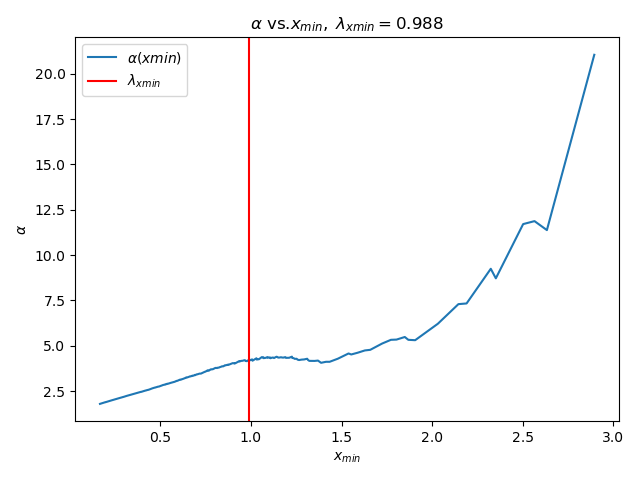 α vs.x_min, λ_xmin = 0.988
α(xmin)
λ_xmin
α
20.0
17.5
15.0
12.5
10.0
7.5
5.0
2.5
0.5 1.0 1.5 2.0 2.5 3.0
x_min